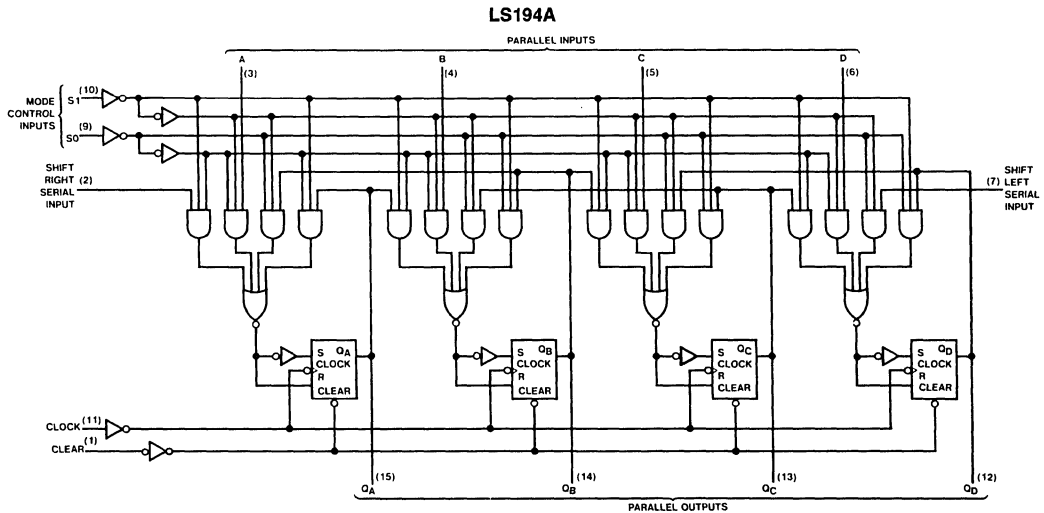 LS194A
PARALLEL INPUTS
A
B
C
D
(3)
(4)
(5)
(6)
MODE
CONTROL
INPUTS
S1
(10)
S0
(9)
SHIFT
RIGHT
SERIAL
INPUT
(2)
(7)
SHIFT
LEFT
SERIAL
INPUT
S QA
CLOCK
R
CLEAR
S QB
CLOCK
R
CLEAR
S QC
CLOCK
R
CLEAR
S QD
CLOCK
R
CLEAR
CLOCK (11)
CLEAR (1)
(15)
(14)
(13)
(12)
QA
QB
QC
QD
PARALLEL OUTPUTS